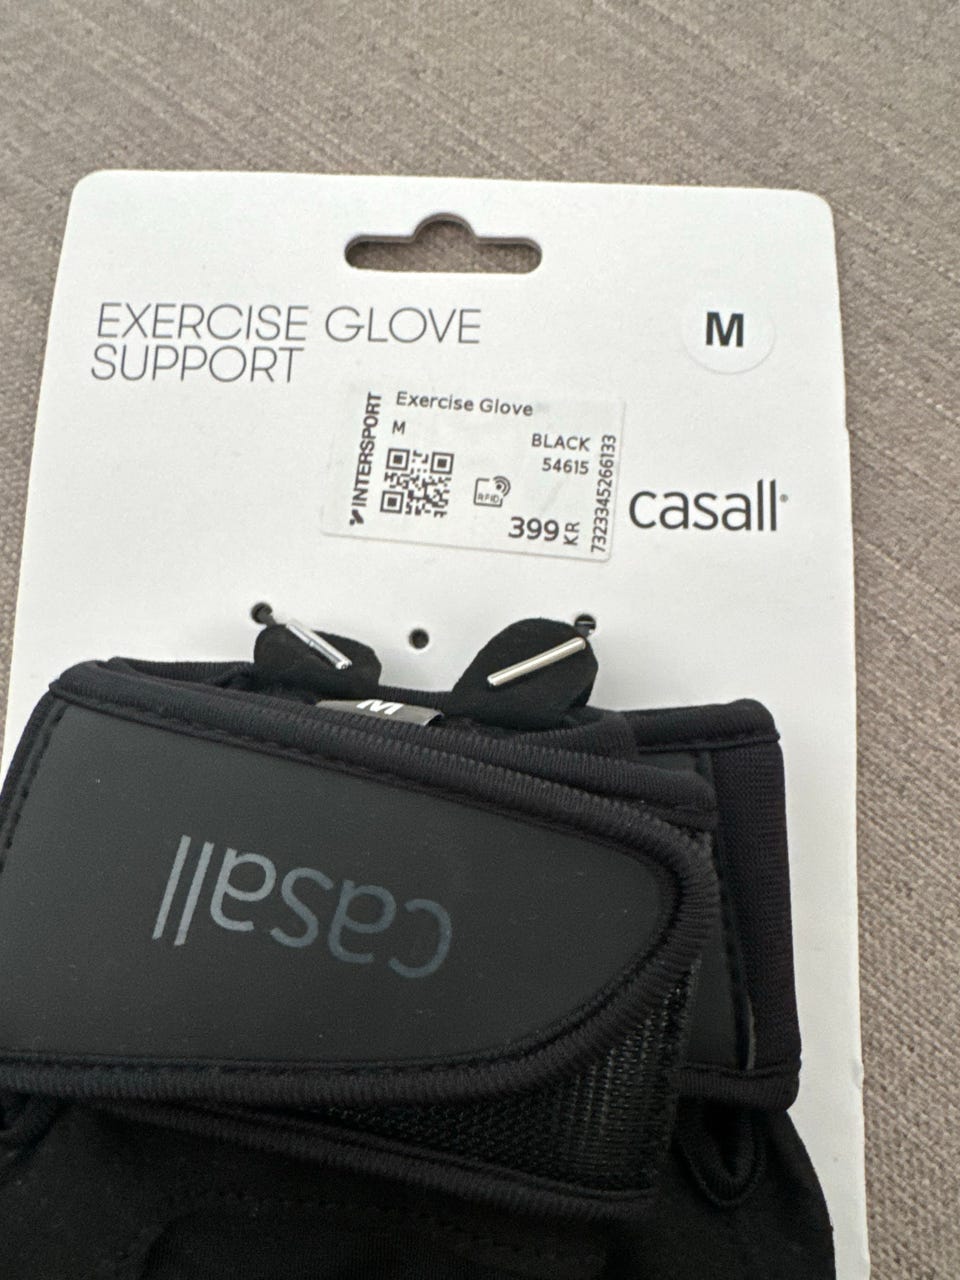 EXERCISE GLOVE
SUPPORT
M
INTERSPORT
Exercise Glove
M
BLACK
54615
RFID
399 KR
7323345266133
casall®
M
casall